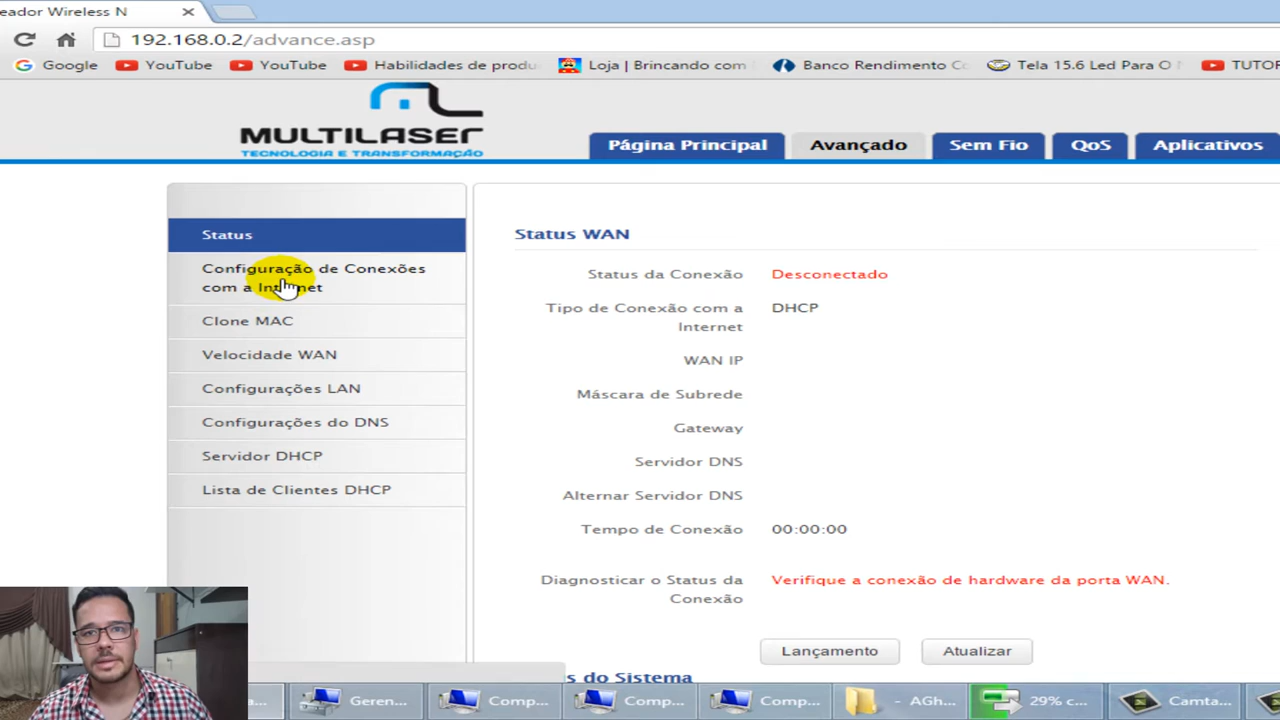 eador Wireless N
192.168.0.2/advance.asp
Google YouTube YouTube Habilidades de produ Loja | Brincando com Banco Rendimento Co Tela 15.6 Led Para O N TUTOR
MULTILASER
TECNOLOGIA E TRANSFORMAÇÃO
Página Principal Avançado Sem Fio QoS Aplicativos
Status
Configuração de Conexões
com a Internet
Clone MAC
Velocidade WAN
Configurações LAN
Configurações do DNS
Servidor DHCP
Lista de Clientes DHCP
Status WAN
Status da Conexão Desconectado
Tipo de Conexão com a DHCP
Internet
WAN IP
Máscara de Subrede
Gateway
Servidor DNS
Alternar Servidor DNS
Tempo de Conexão 00:00:00
Diagnosticar o Status da Verifique a conexão de hardware da porta WAN.
Conexão
Lançamento Atualizar
s do Sistema
... Geren... Comp... Comp... Comp... - AGh... 29% c... Camta...